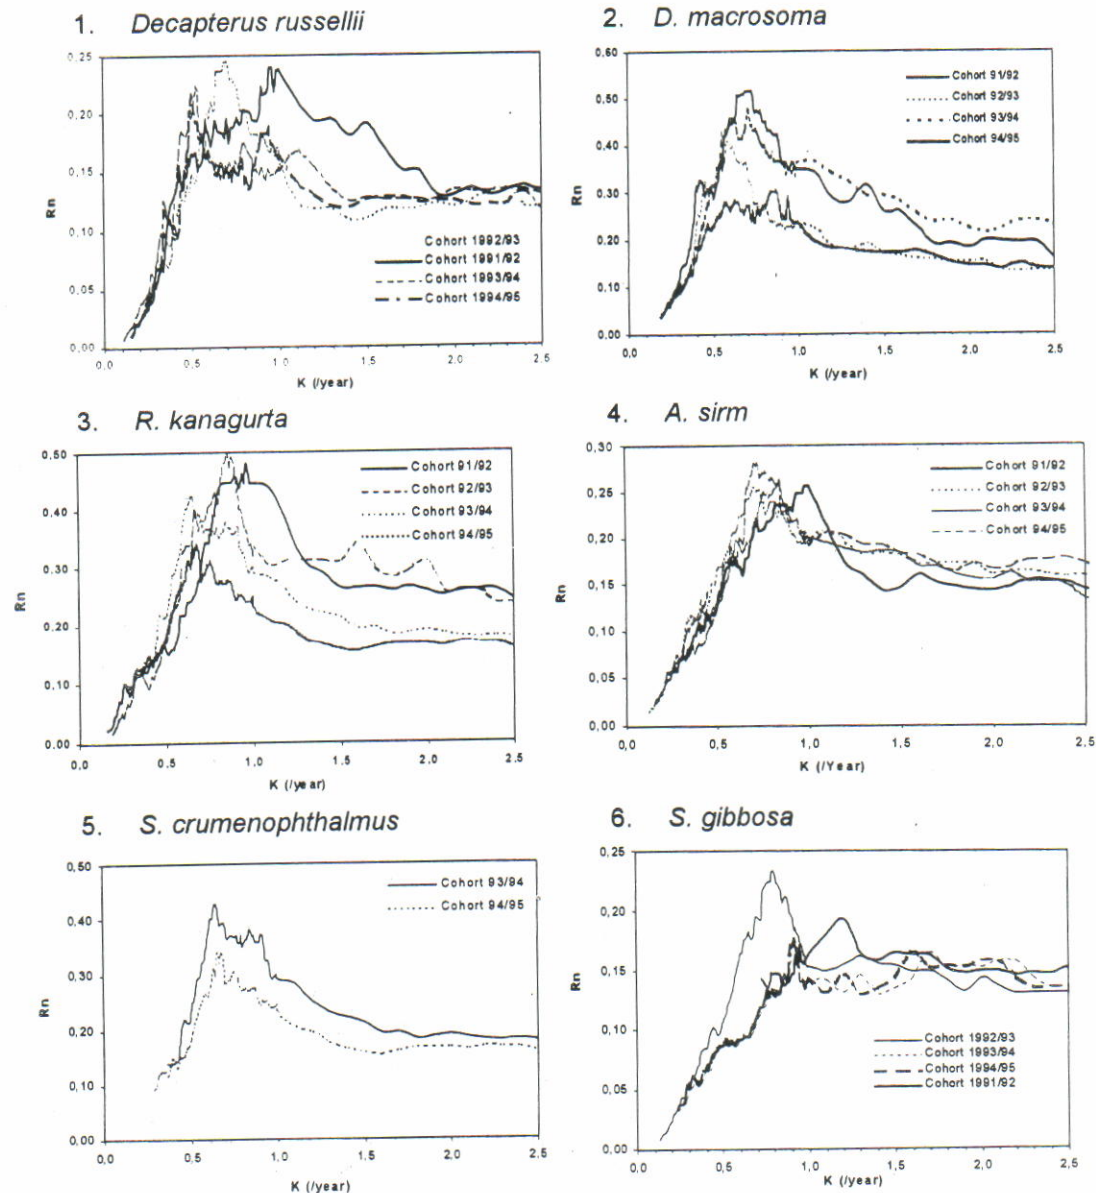 1. Decapterus russellii
0,25
0,20
0,15
0,10
0,05
0,00
Rn
Cohort 1992/93
Cohort 1991/92
Cohort 1993/94
Cohort 1994/95
0,0 0,5 1,0 1,5 2,0 2,5
K (/year)
2. D. macrosoma
0,60
0,50
0,40
0,30
0,20
0,10
0,00
Rn
Cohort 91/92
Cohort 92/93
Cohort 93/94
Cohort 94/95
0,0 0,5 1,0 1,5 2,0 2,5
K (/year)
3. R. kanagurta
0,50
0,40
0,30
0,20
0,10
0,00
Rn
Cohort 91/92
Cohort 92/93
Cohort 93/94
Cohort 94/95
0,0 0,5 1,0 1,5 2,0 2,5
K (/year)
4. A. sirm
0,30
0,25
0,20
0,15
0,10
0,05
0,00
Rn
Cohort 91/92
Cohort 92/93
Cohort 93/94
Cohort 94/95
0,0 0,5 1,0 1,5 2,0 2,5
K (/Year)
5. S. crumenophthalmus
0,50
0,40
0,30
0,20
0,10
0,00
Rn
Cohort 93/94
Cohort 94/95
0,0 0,5 1,0 1,5 2,0 2,5
K (/year)
6. S. gibbosa
0,25
0,20
0,15
0,10
0,05
0,00
Rn
Cohort 1992/93
Cohort 1993/94
Cohort 1994/95
Cohort 1991/92
0,0 0,5 1,0 1,5 2,0 2,5
K (/year)